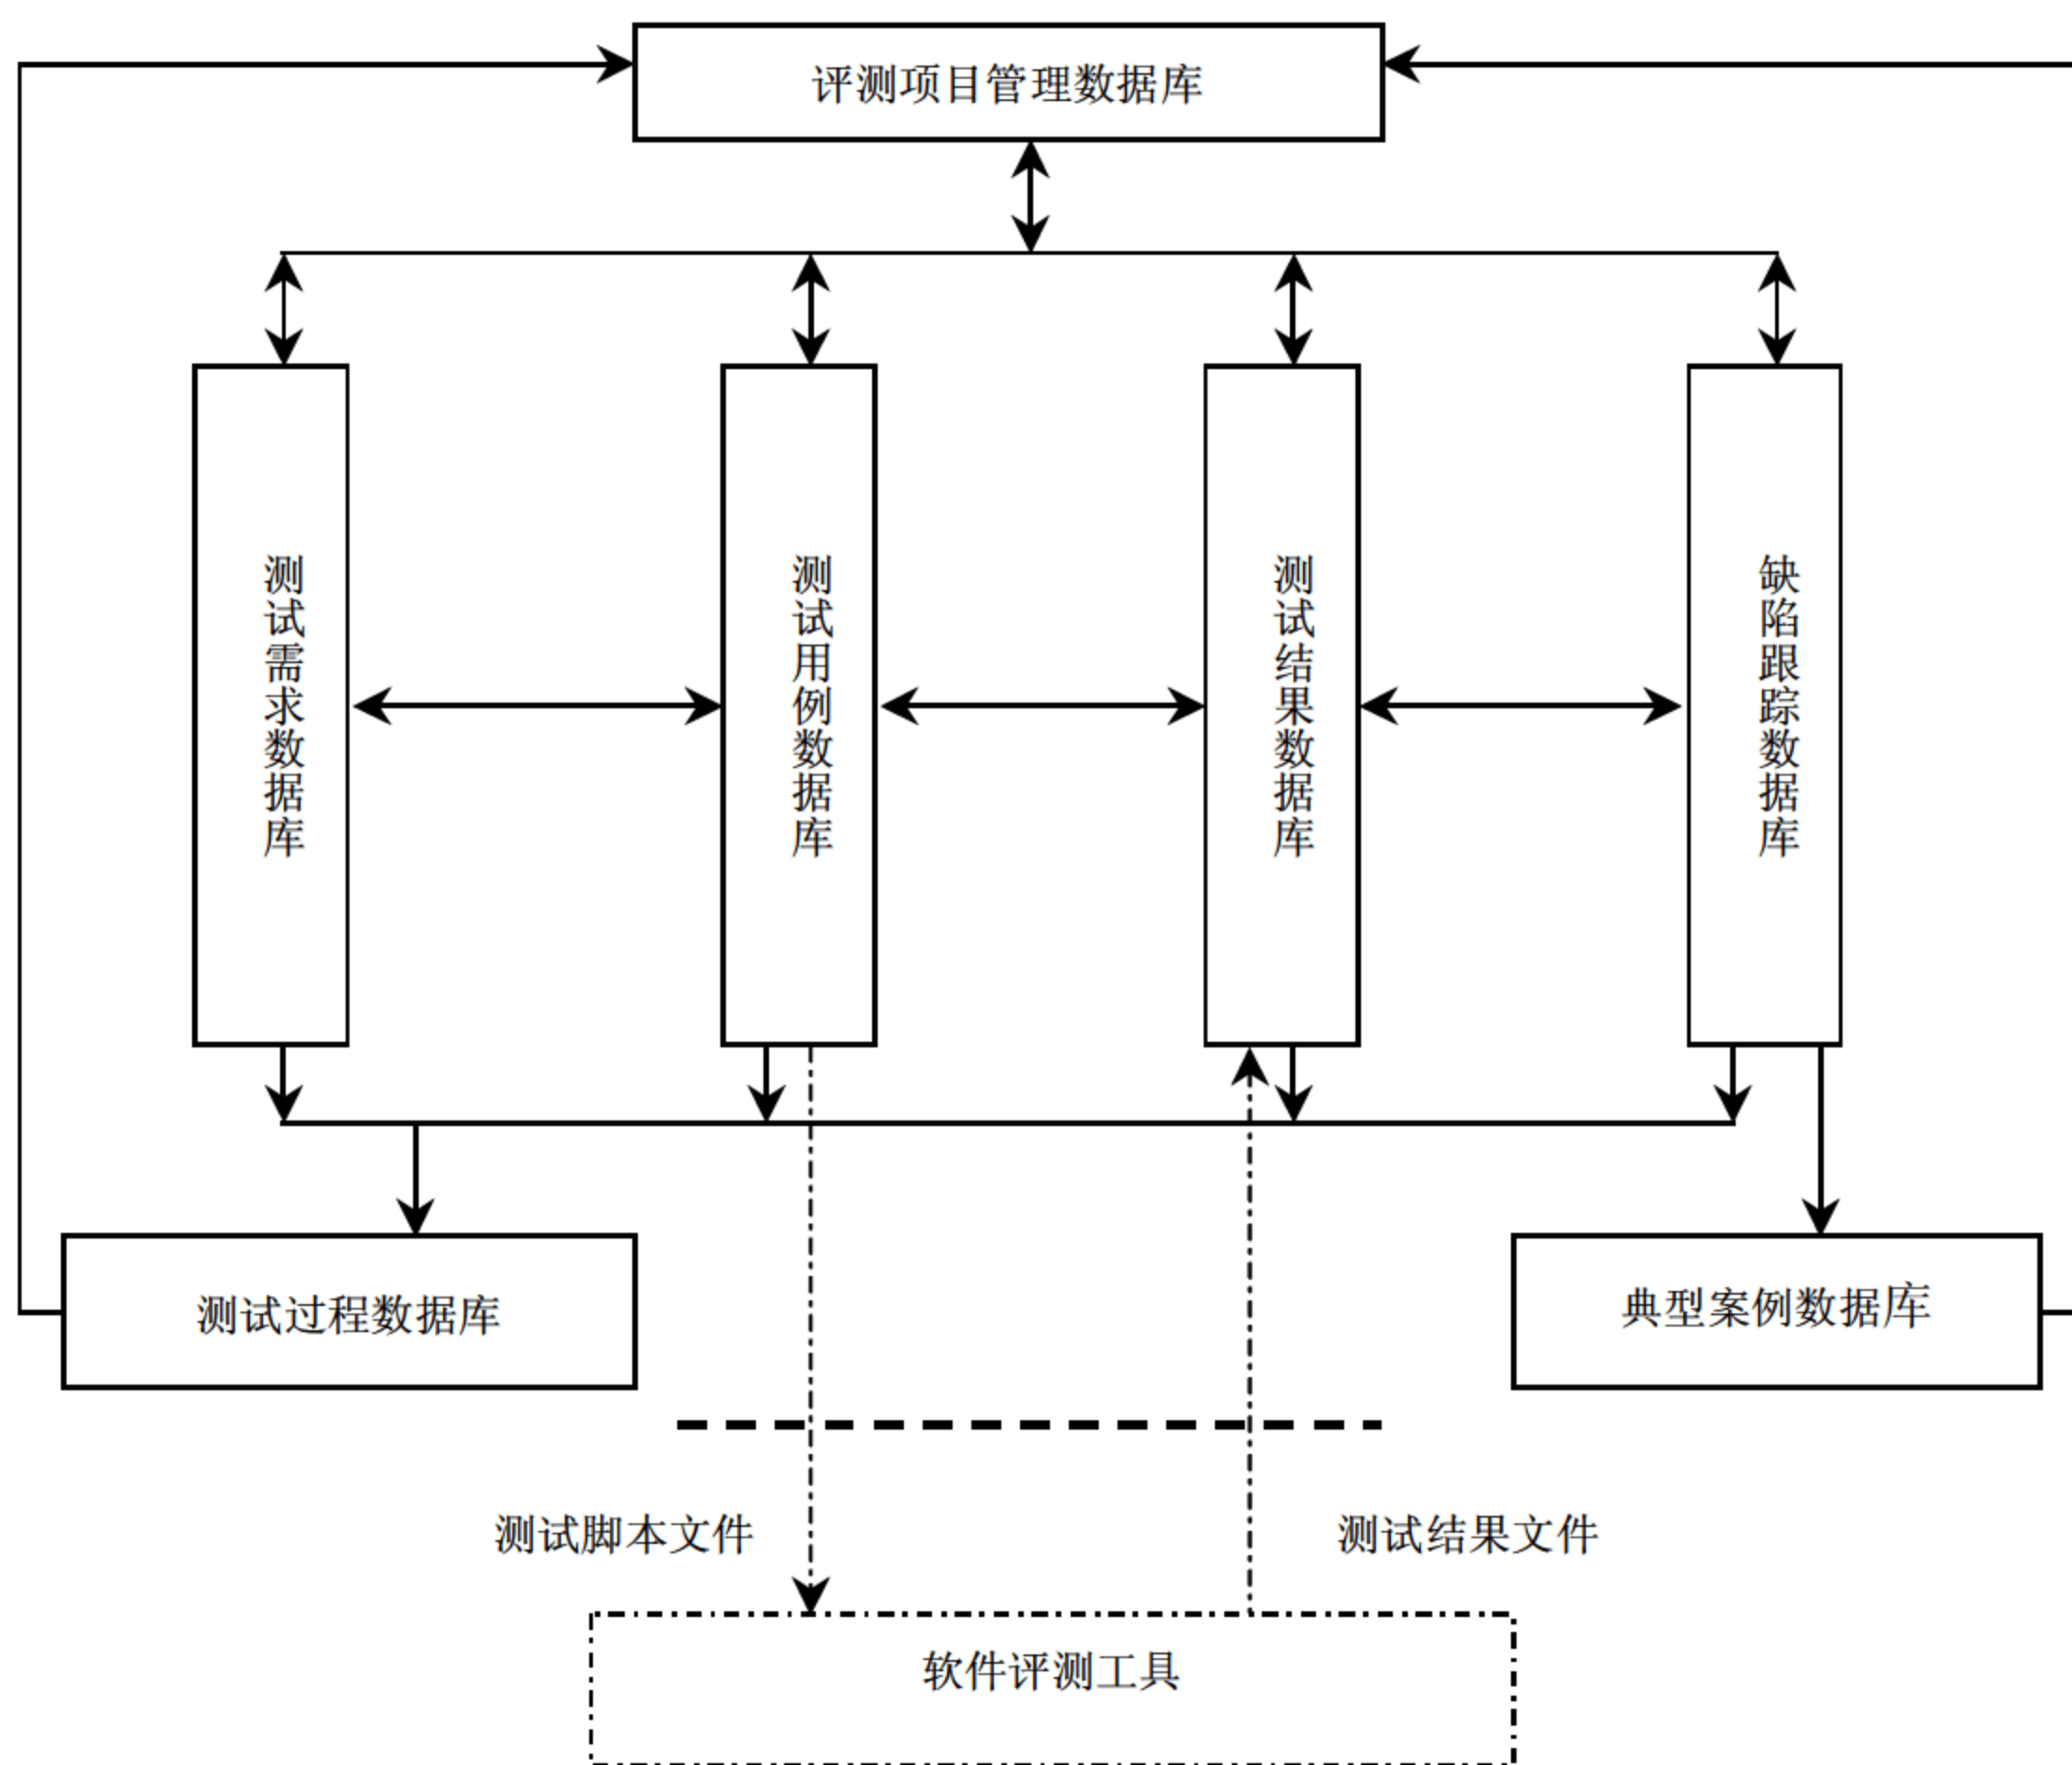 评测项目管理数据库
测试需求数据库
测试用例数据库
测试结果数据库
缺陷跟踪数据库
测试过程数据库
典型案例数据库
测试脚本文件
测试结果文件
软件评测工具